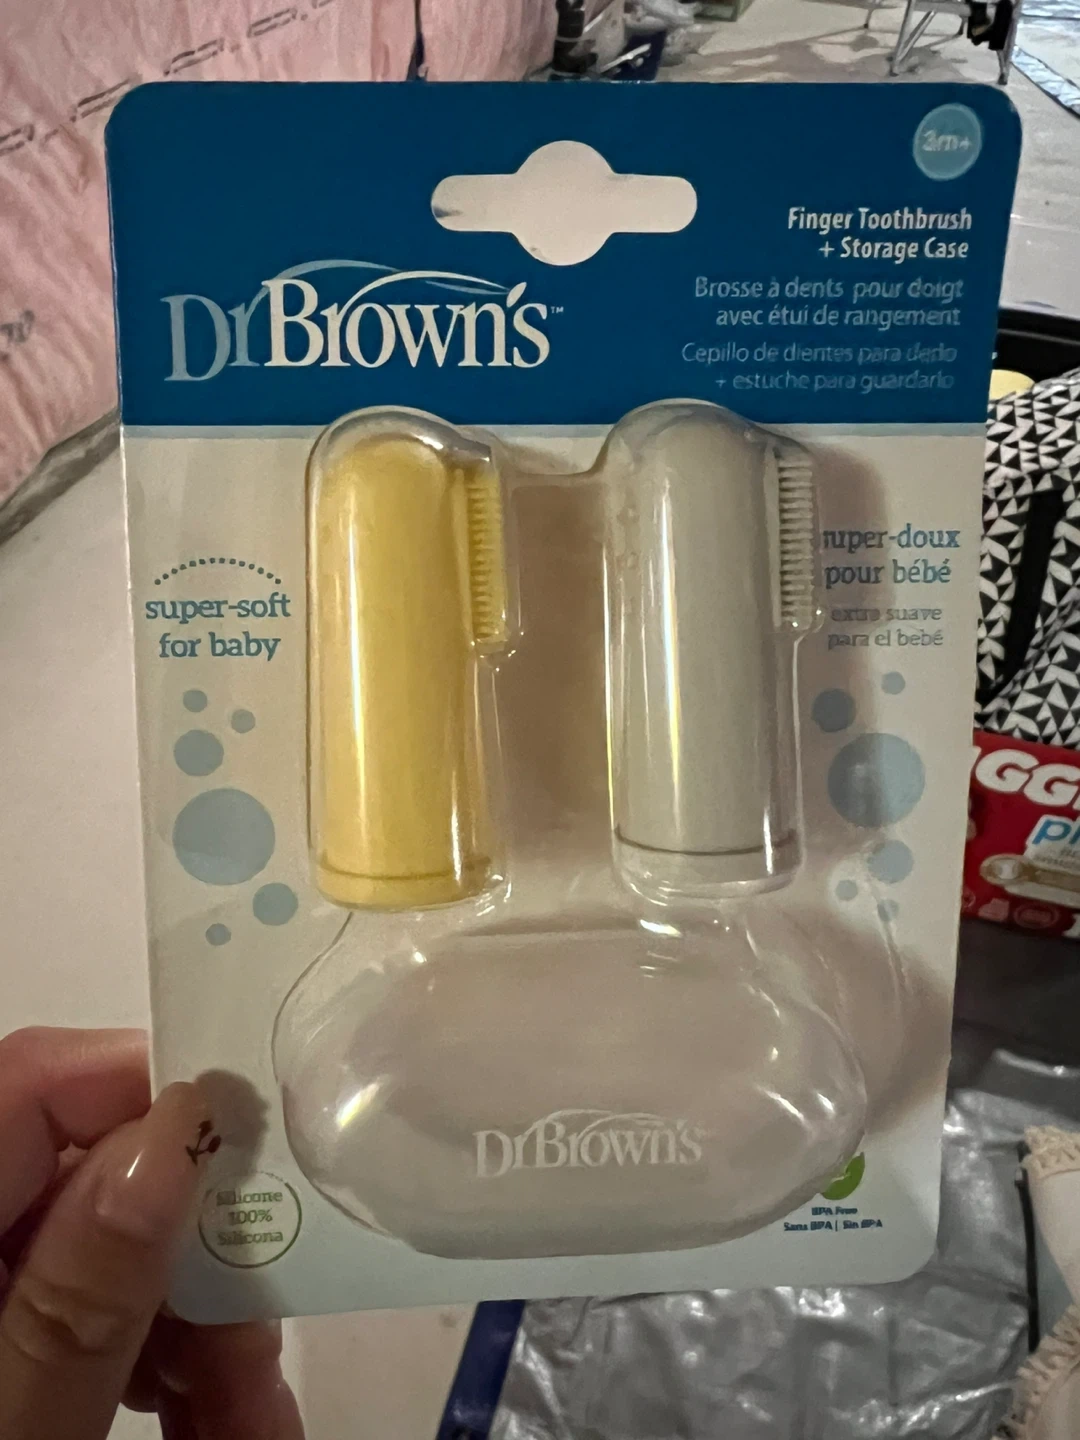 3m+
Finger Toothbrush
+ Storage Case
Brosse à dents pour doigt
avec étui de rangement
Cepillo de dientes para dedo
+ estuche para guardarlo
Dr Brown's™
super-soft
for baby
super-doux
pour bébé
extra suave
para el bebé
GG
Dr Brown's
Silicone
100%
Silicona
BPA Free
Sans BPA | Sin BPA